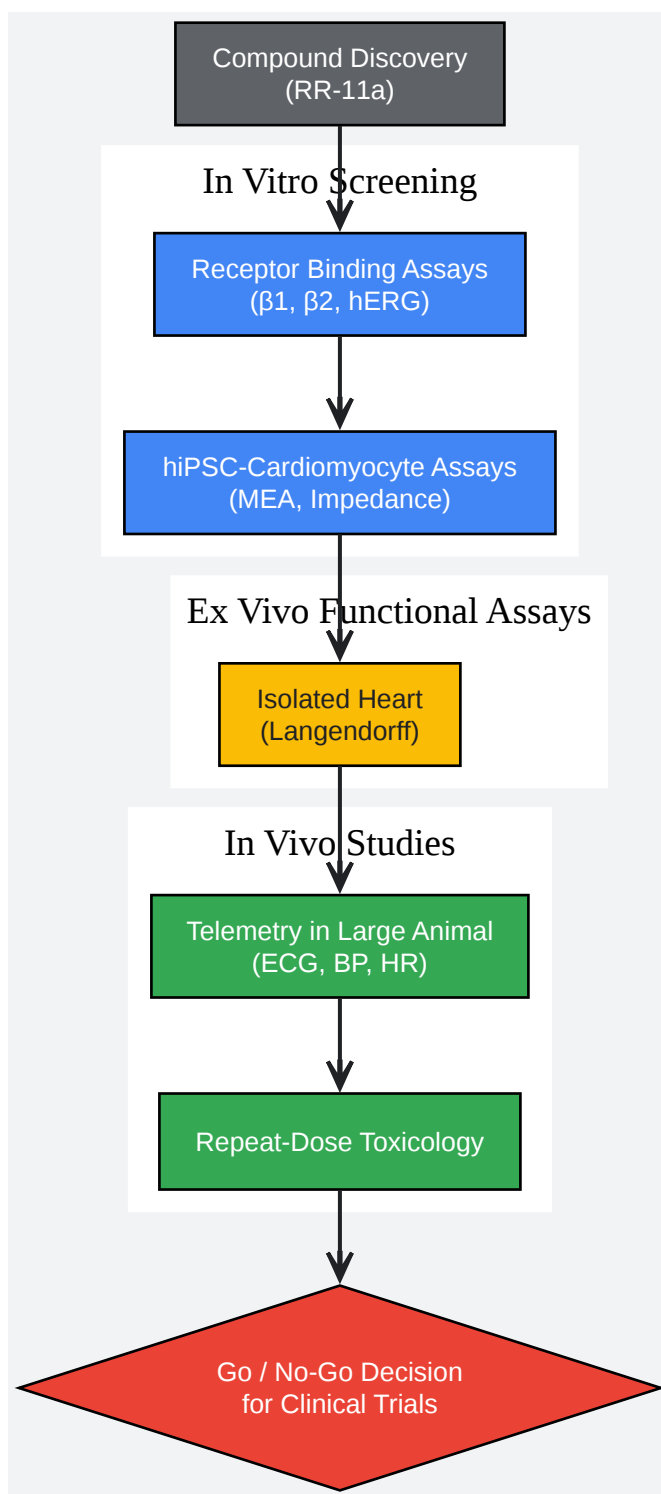 Compound Discovery
(RR-11a)
In Vitro Screening
Receptor Binding Assays
(β1, β2, hERG)
hiPSC-Cardiomyocyte Assays
(MEA, Impedance)
Ex Vivo Functional Assays
Isolated Heart
(Langendorff)
In Vivo Studies
Telemetry in Large Animal
(ECG, BP, HR)
Repeat-Dose Toxicology
Go / No-Go Decision
for Clinical Trials